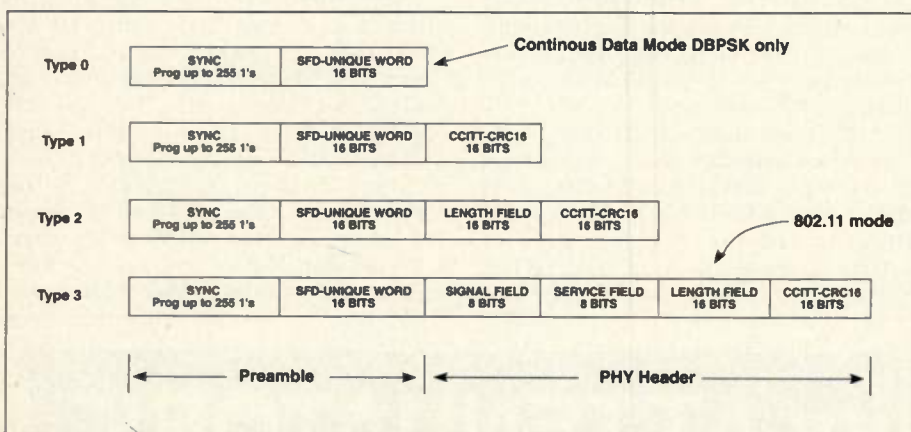 Continous Data Mode DBPSK only
Type 0
SYNC
Prog up to 255 1's
SFD-UNIQUE WORD
16 BITS
Type 1
SYNC
Prog up to 255 1's
SFD-UNIQUE WORD
16 BITS
CCITT-CRC16
16 BITS
Type 2
SYNC
Prog up to 255 1's
SFD-UNIQUE WORD
16 BITS
LENGTH FIELD
16 BITS
CCITT-CRC16
16 BITS
802.11 mode
Type 3
SYNC
Prog up to 255 1's
SFD-UNIQUE WORD
16 BITS
SIGNAL FIELD
8 BITS
SERVICE FIELD
8 BITS
LENGTH FIELD
16 BITS
CCITT-CRC16
16 BITS
Preamble
PHY Header